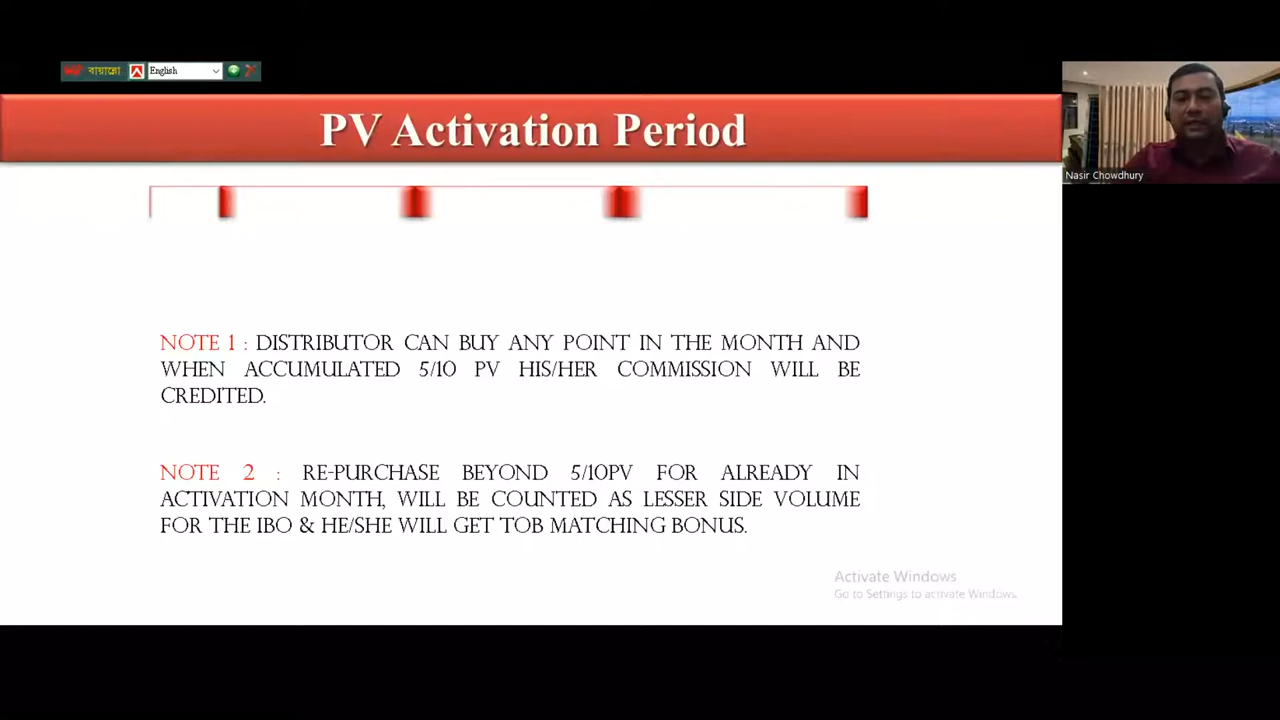 বায়ান্নো English
PV Activation Period
Nasir Chowdhury
NOTE 1 : DISTRIBUTOR CAN BUY ANY POINT IN THE MONTH AND
WHEN ACCUMULATED 5/10 PV HIS/HER COMMISSION WILL BE
CREDITED.
NOTE 2 : RE-PURCHASE BEYOND 5/10PV FOR ALREADY IN
ACTIVATION MONTH, WILL BE COUNTED AS LESSER SIDE VOLUME
FOR THE IBO & HE/SHE WILL GET TOB MATCHING BONUS.
Activate Windows
Go to Settings to activate Windows.